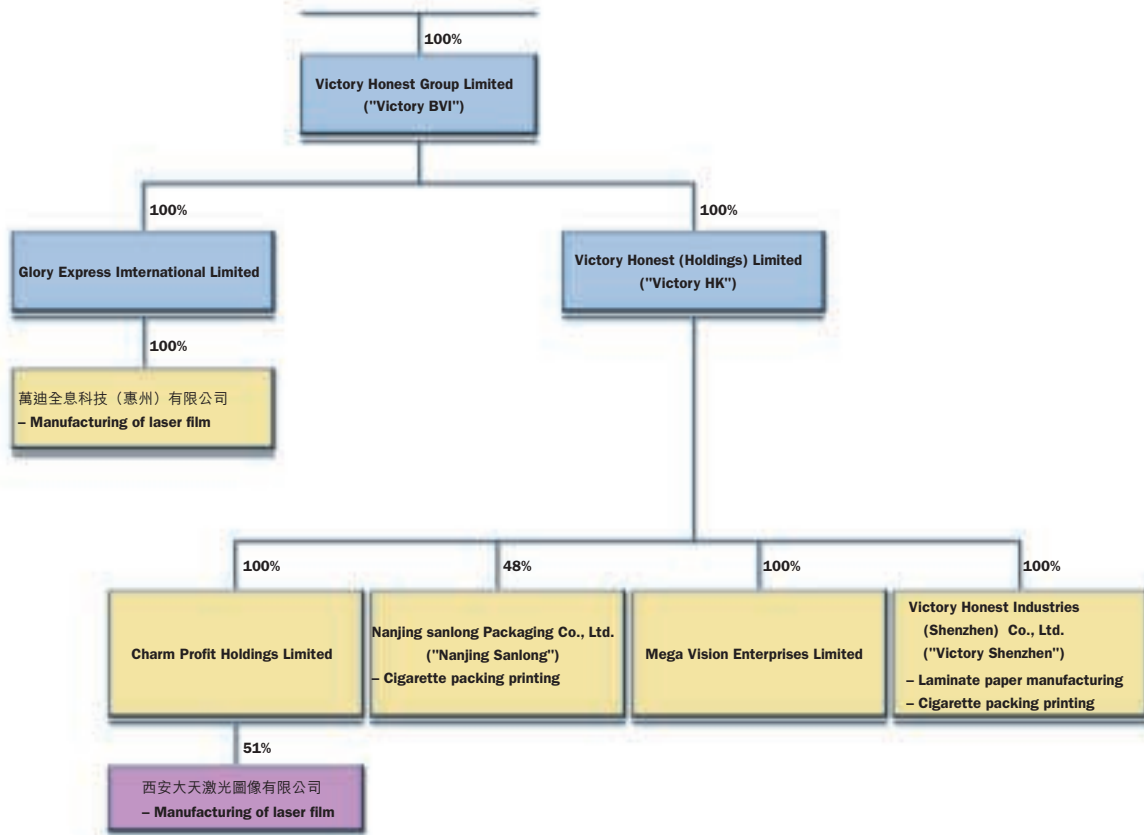 100%
Victory Honest Group Limited
("Victory BVI")
100%
100%
Glory Express Imternational Limited
Victory Honest (Holdings) Limited
("Victory HK")
100%
萬迪全息科技（惠州）有限公司
– Manufacturing of laser film
100%
48%
100%
100%
Charm Profit Holdings Limited
Nanjing sanlong Packaging Co., Ltd.
("Nanjing Sanlong")
– Cigarette packing printing
Mega Vision Enterprises Limited
Victory Honest Industries
(Shenzhen) Co., Ltd.
("Victory Shenzhen")
– Laminate paper manufacturing
– Cigarette packing printing
51%
西安大天激光圖像有限公司
– Manufacturing of laser film